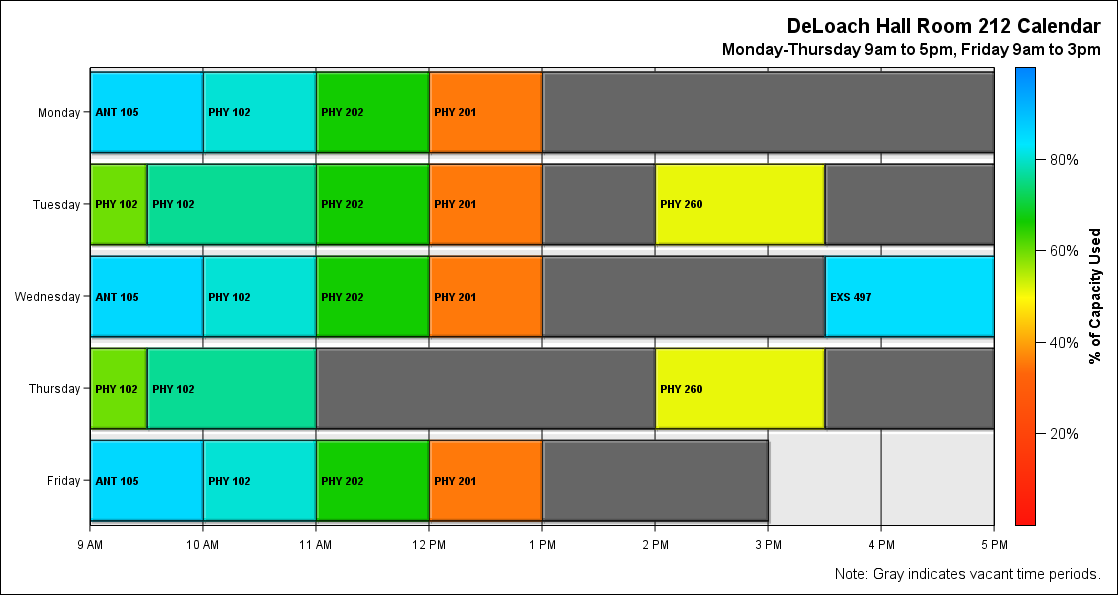 DeLoach Hall Room 212 Calendar
Monday-Thursday 9am to 5pm, Friday 9am to 3pm
Monday
ANT 105
PHY 102
PHY 202
PHY 201
Tuesday
PHY 102
PHY 102
PHY 202
PHY 201
PHY 260
Wednesday
ANT 105
PHY 102
PHY 202
PHY 201
EXS 497
Thursday
PHY 102
PHY 102
PHY 260
Friday
ANT 105
PHY 102
PHY 202
PHY 201
9 AM
10 AM
11 AM
12 PM
1 PM
2 PM
3 PM
4 PM
5 PM
80%
60%
40%
20%
% of Capacity Used
Note: Gray indicates vacant time periods.